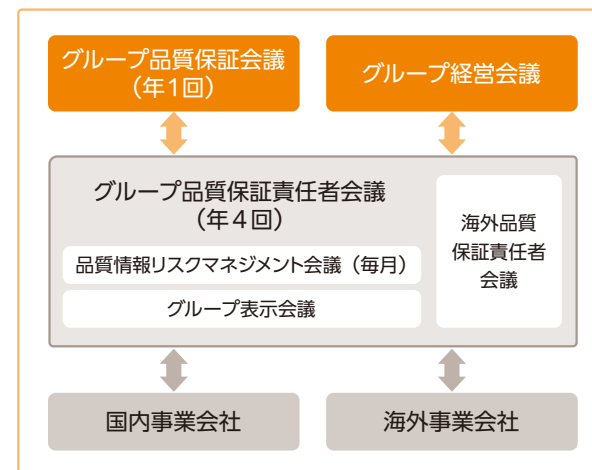 グループ品質保証会議
（年1回）
グループ経営会議
グループ品質保証責任者会議
（年４回）
品質情報リスクマネジメント会議（毎月）
グループ表示会議
海外品質
保証責任者
会議
国内事業会社
海外事業会社